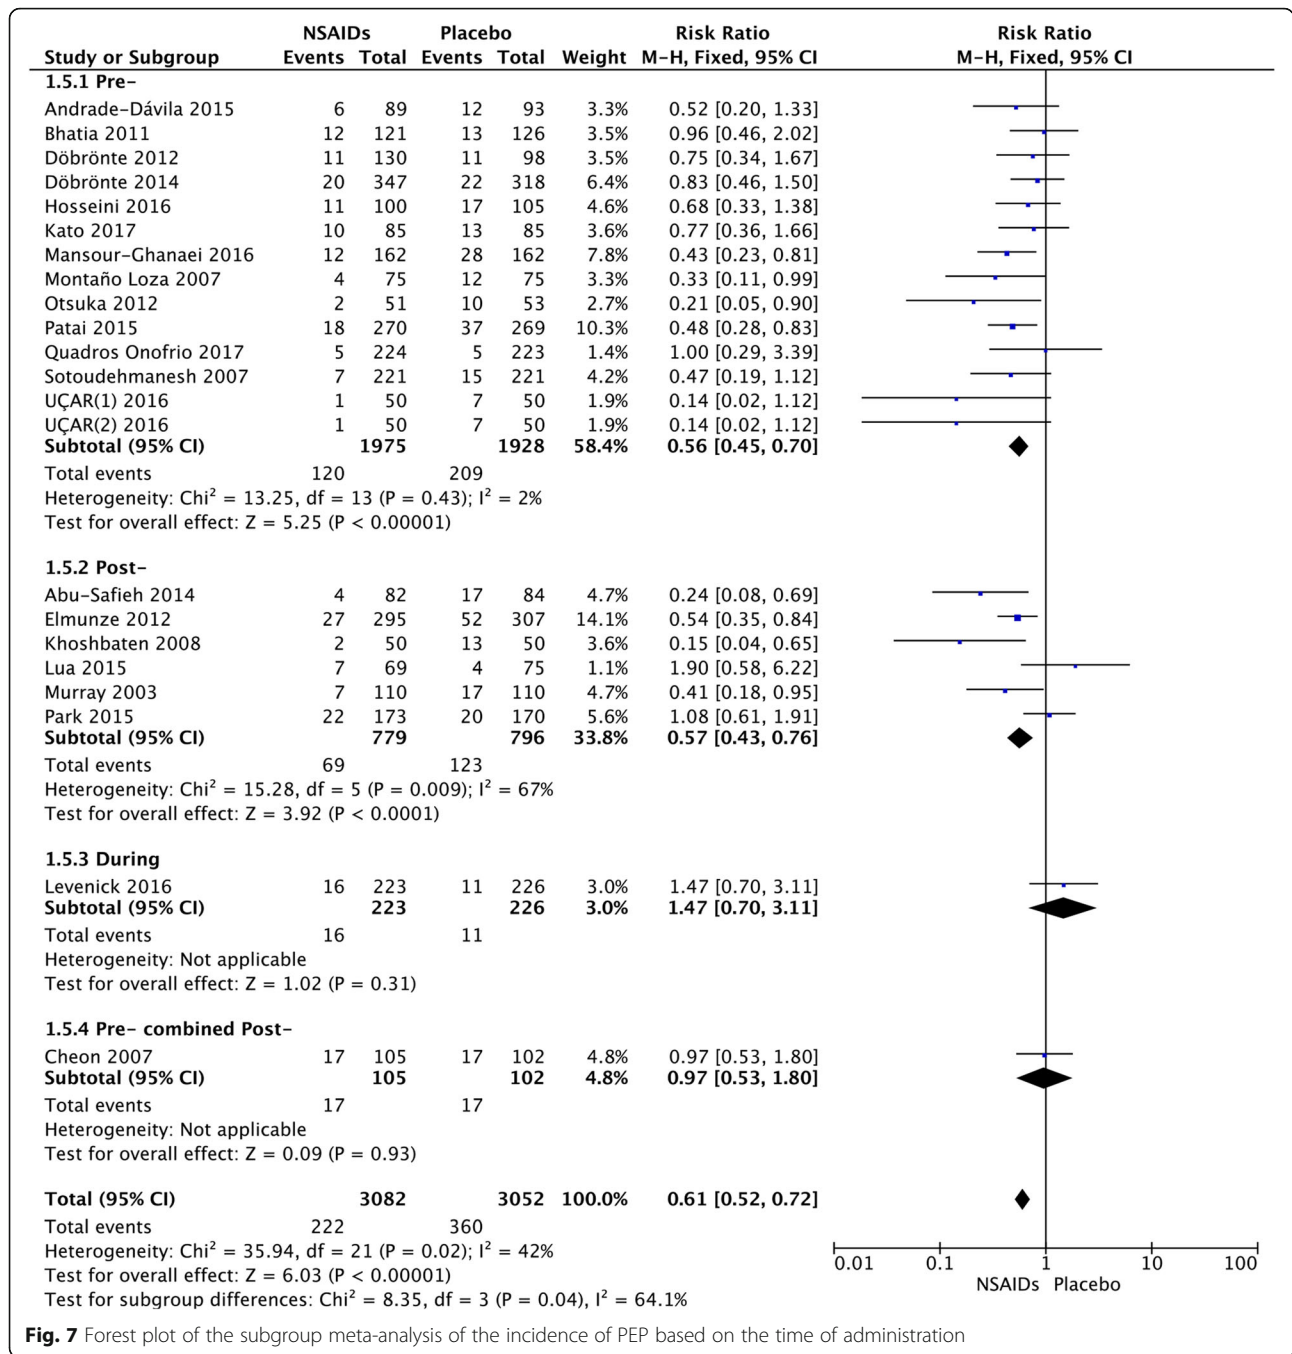 NSAIDs Placebo Risk Ratio Risk Ratio
Study or Subgroup Events Total Events Total Weight M-H, Fixed, 95% CI M-H, Fixed, 95% CI
1.5.1 Pre-
Andrade-Dávila 2015 6 89 12 93 3.3% 0.52 [0.20, 1.33]
Bhatia 2011 12 121 13 126 3.5% 0.96 [0.46, 2.02]
Döbrönte 2012 11 130 11 98 3.5% 0.75 [0.34, 1.67]
Döbrönte 2014 20 347 22 318 6.4% 0.83 [0.46, 1.50]
Hosseini 2016 11 100 17 105 4.6% 0.68 [0.33, 1.38]
Kato 2017 10 85 13 85 3.6% 0.77 [0.36, 1.66]
Mansour-Ghanaei 2016 12 162 28 162 7.8% 0.43 [0.23, 0.81]
Montaño Loza 2007 4 75 12 75 3.3% 0.33 [0.11, 0.99]
Otsuka 2012 2 51 10 53 2.7% 0.21 [0.05, 0.90]
Patai 2015 18 270 37 269 10.3% 0.48 [0.28, 0.83]
Quadros Onofrio 2017 5 224 5 223 1.4% 1.00 [0.29, 3.39]
Sotoudehmanesh 2007 7 221 15 221 4.2% 0.47 [0.19, 1.12]
UÇAR(1) 2016 1 50 7 50 1.9% 0.14 [0.02, 1.12]
UÇAR(2) 2016 1 50 7 50 1.9% 0.14 [0.02, 1.12]
Subtotal (95% CI) 1975 1928 58.4% 0.56 [0.45, 0.70]
Total events 120 209
Heterogeneity: Chi² = 13.25, df = 13 (P = 0.43); I² = 2%
Test for overall effect: Z = 5.25 (P < 0.00001)
1.5.2 Post-
Abu-Safieh 2014 4 82 17 84 4.7% 0.24 [0.08, 0.69]
Elmunze 2012 27 295 52 307 14.1% 0.54 [0.35, 0.84]
Khoshbaten 2008 2 50 13 50 3.6% 0.15 [0.04, 0.65]
Lua 2015 7 69 4 75 1.1% 1.90 [0.58, 6.22]
Murray 2003 7 110 17 110 4.7% 0.41 [0.18, 0.95]
Park 2015 22 173 20 170 5.6% 1.08 [0.61, 1.91]
Subtotal (95% CI) 779 796 33.8% 0.57 [0.43, 0.76]
Total events 69 123
Heterogeneity: Chi² = 15.28, df = 5 (P = 0.009); I² = 67%
Test for overall effect: Z = 3.92 (P < 0.0001)
1.5.3 During
Levenick 2016 16 223 11 226 3.0% 1.47 [0.70, 3.11]
Subtotal (95% CI) 223 226 3.0% 1.47 [0.70, 3.11]
Total events 16 11
Heterogeneity: Not applicable
Test for overall effect: Z = 1.02 (P = 0.31)
1.5.4 Pre- combined Post-
Cheon 2007 17 105 17 102 4.8% 0.97 [0.53, 1.80]
Subtotal (95% CI) 105 102 4.8% 0.97 [0.53, 1.80]
Total events 17 17
Heterogeneity: Not applicable
Test for overall effect: Z = 0.09 (P = 0.93)
Total (95% CI) 3082 3052 100.0% 0.61 [0.52, 0.72]
Total events 222 360
Heterogeneity: Chi² = 35.94, df = 21 (P = 0.02); I² = 42%
Test for overall effect: Z = 6.03 (P < 0.00001)
Test for subgroup differences: Chi² = 8.35, df = 3 (P = 0.04), I² = 64.1%
0.01 0.1 1 10 100
NSAIDs Placebo
Fig. 7 Forest plot of the subgroup meta-analysis of the incidence of PEP based on the time of administration